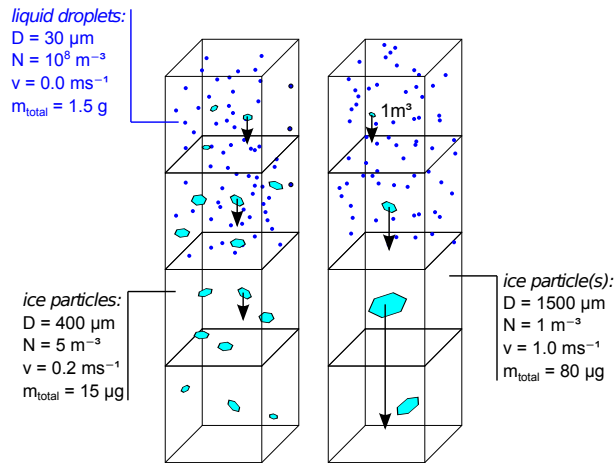 liquid droplets:
D = 30 µm
N = 10⁸ m⁻³
v = 0.0 ms⁻¹
m_total = 1.5 g
1m³
ice particles:
D = 400 µm
N = 5 m⁻³
v = 0.2 ms⁻¹
m_total = 15 µg
ice particle(s):
D = 1500 µm
N = 1 m⁻³
v = 1.0 ms⁻¹
m_total = 80 µg